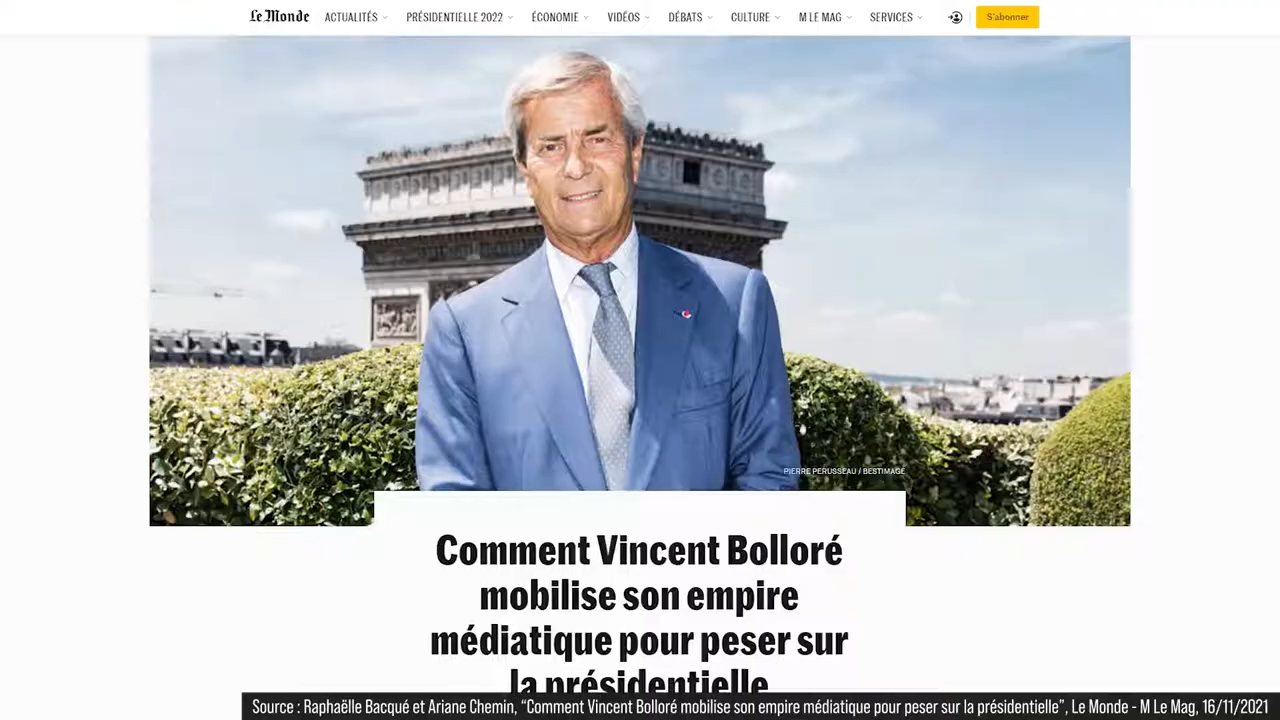 Le Monde ACTUALITÉS PRÉSIDENTIELLE 2022 ÉCONOMIE VIDÉOS DÉBATS CULTURE M LE MAG SERVICES S'abonner
PIERRE PERUSSEAU / BESTIMAGE
Comment Vincent Bolloré
mobilise son empire
médiatique pour peser sur
la présidentielle
Source : Raphaëlle Bacqué et Ariane Chemin, “Comment Vincent Bolloré mobilise son empire médiatique pour peser sur la présidentielle”, Le Monde - M Le Mag, 16/11/2021